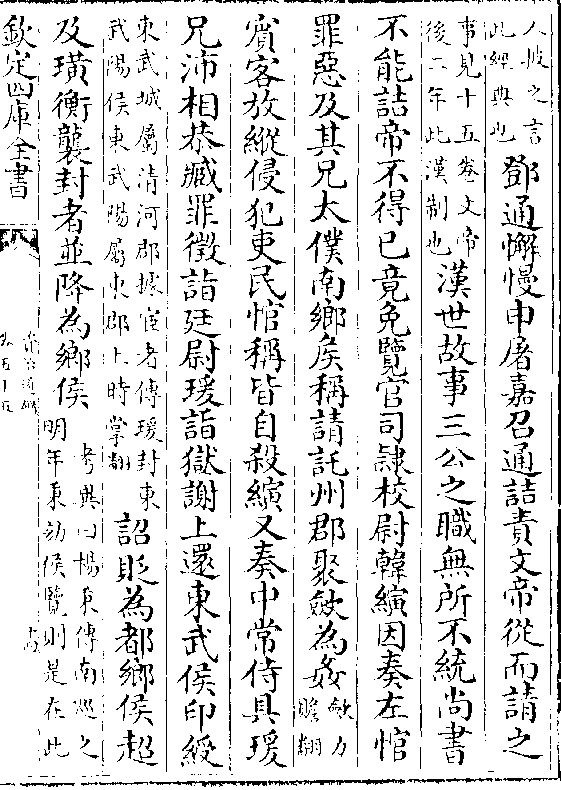 人掖之言
此經典也
鄧通懈慢申屠嘉召通詰責文帝從而請之
事見十五卷文帝
後二年此漢制也
漢世故事三公之職無所不統尚書
不能詰帝不得已竟免覽官司隷校尉韓縯因奏左悺
罪惡及其兄太僕南鄉矦稱請託州郡聚斂為姦
斂力
贍翻
賓客放縱侵犯吏民悺稱皆自殺縯又奏中常侍具瑗
兄沛相恭臧罪徵詣廷尉瑗詣獄謝上還東武侯印綬
東武城屬清河郡據宦者傳瑗封東
武陽侯東武陽屬東郡上時掌翻
詔貶為都鄉侯超
及璜衡襲封者並降為鄉侯
考異曰楊秉傳南廵之
明年秉劾侯覽則是在此
欽定四庫全書
十四